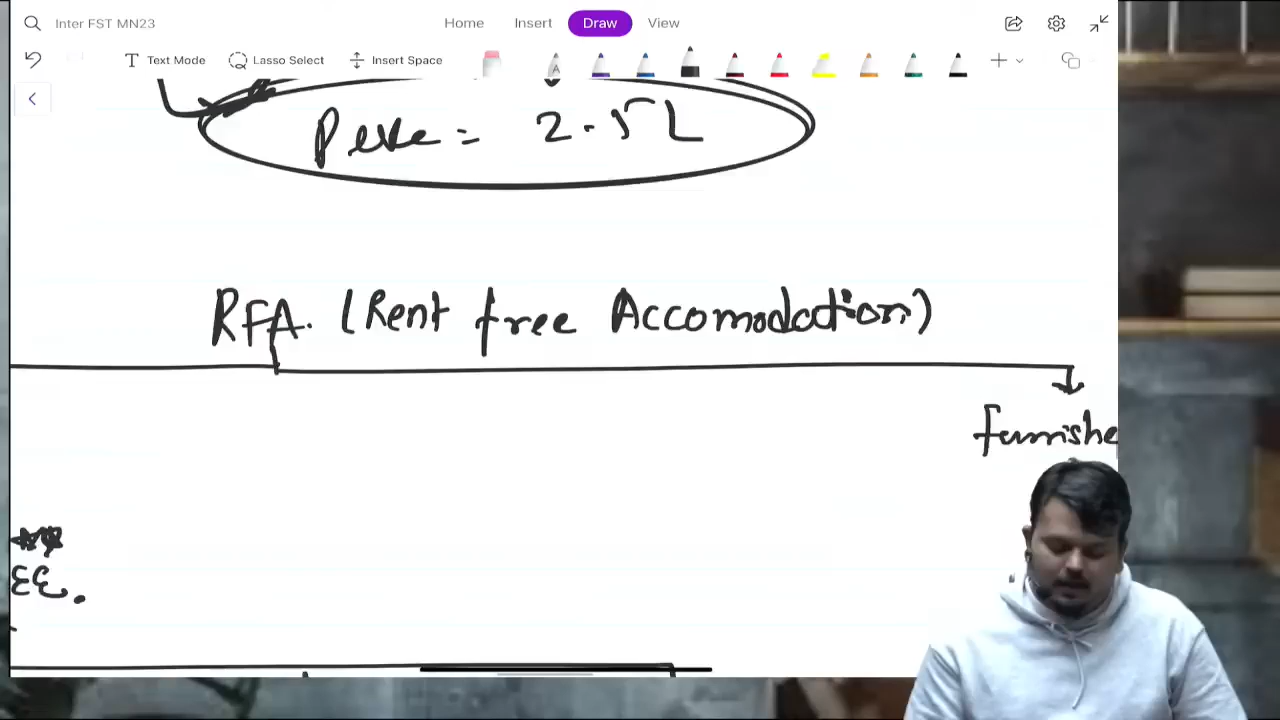 Inter FST MN23
Home Insert Draw View
Text Mode Lasso Select Insert Space
A
= 2.5L
RFA. (Rent free Accomodation)
furnishe
EE.